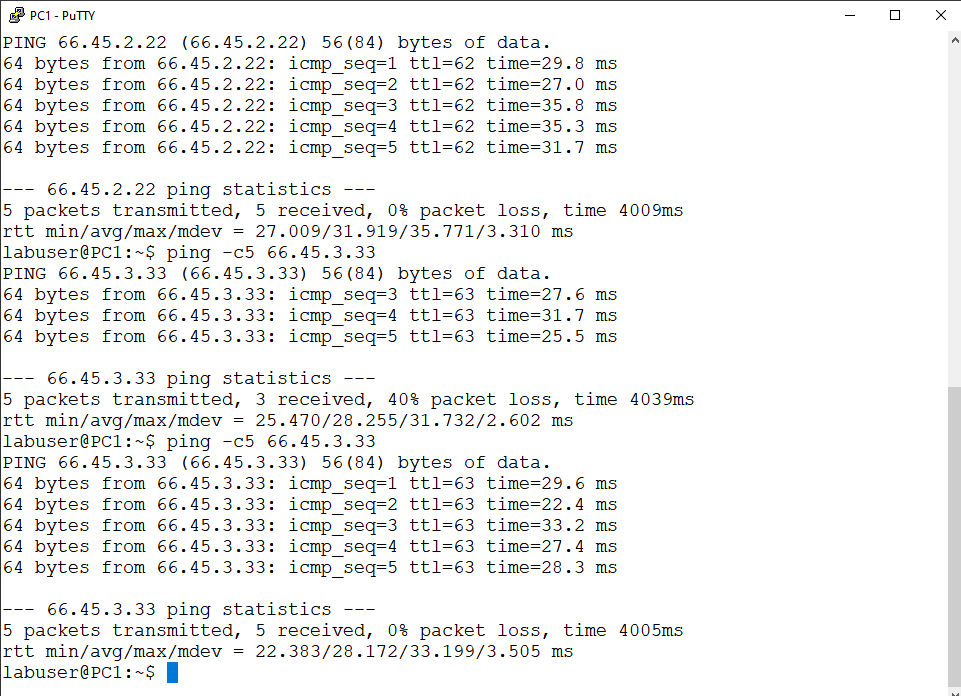 PC1 - PuTTY
PING 66.45.2.22 (66.45.2.22) 56(84) bytes of data.
64 bytes from 66.45.2.22: icmp_seq=1 ttl=62 time=29.8 ms
64 bytes from 66.45.2.22: icmp_seq=2 ttl=62 time=27.0 ms
64 bytes from 66.45.2.22: icmp_seq=3 ttl=62 time=35.8 ms
64 bytes from 66.45.2.22: icmp_seq=4 ttl=62 time=35.3 ms
64 bytes from 66.45.2.22: icmp_seq=5 ttl=62 time=31.7 ms

--- 66.45.2.22 ping statistics ---
5 packets transmitted, 5 received, 0% packet loss, time 4009ms
rtt min/avg/max/mdev = 27.009/31.919/35.771/3.310 ms
labuser@PC1:~$ ping -c5 66.45.3.33
PING 66.45.3.33 (66.45.3.33) 56(84) bytes of data.
64 bytes from 66.45.3.33: icmp_seq=3 ttl=63 time=27.6 ms
64 bytes from 66.45.3.33: icmp_seq=4 ttl=63 time=31.7 ms
64 bytes from 66.45.3.33: icmp_seq=5 ttl=63 time=25.5 ms

--- 66.45.3.33 ping statistics ---
5 packets transmitted, 3 received, 40% packet loss, time 4039ms
rtt min/avg/max/mdev = 25.470/28.255/31.732/2.602 ms
labuser@PC1:~$ ping -c5 66.45.3.33
PING 66.45.3.33 (66.45.3.33) 56(84) bytes of data.
64 bytes from 66.45.3.33: icmp_seq=1 ttl=63 time=29.6 ms
64 bytes from 66.45.3.33: icmp_seq=2 ttl=63 time=22.4 ms
64 bytes from 66.45.3.33: icmp_seq=3 ttl=63 time=33.2 ms
64 bytes from 66.45.3.33: icmp_seq=4 ttl=63 time=27.4 ms
64 bytes from 66.45.3.33: icmp_seq=5 ttl=63 time=28.3 ms

--- 66.45.3.33 ping statistics ---
5 packets transmitted, 5 received, 0% packet loss, time 4005ms
rtt min/avg/max/mdev = 22.383/28.172/33.199/3.505 ms
labuser@PC1:~$